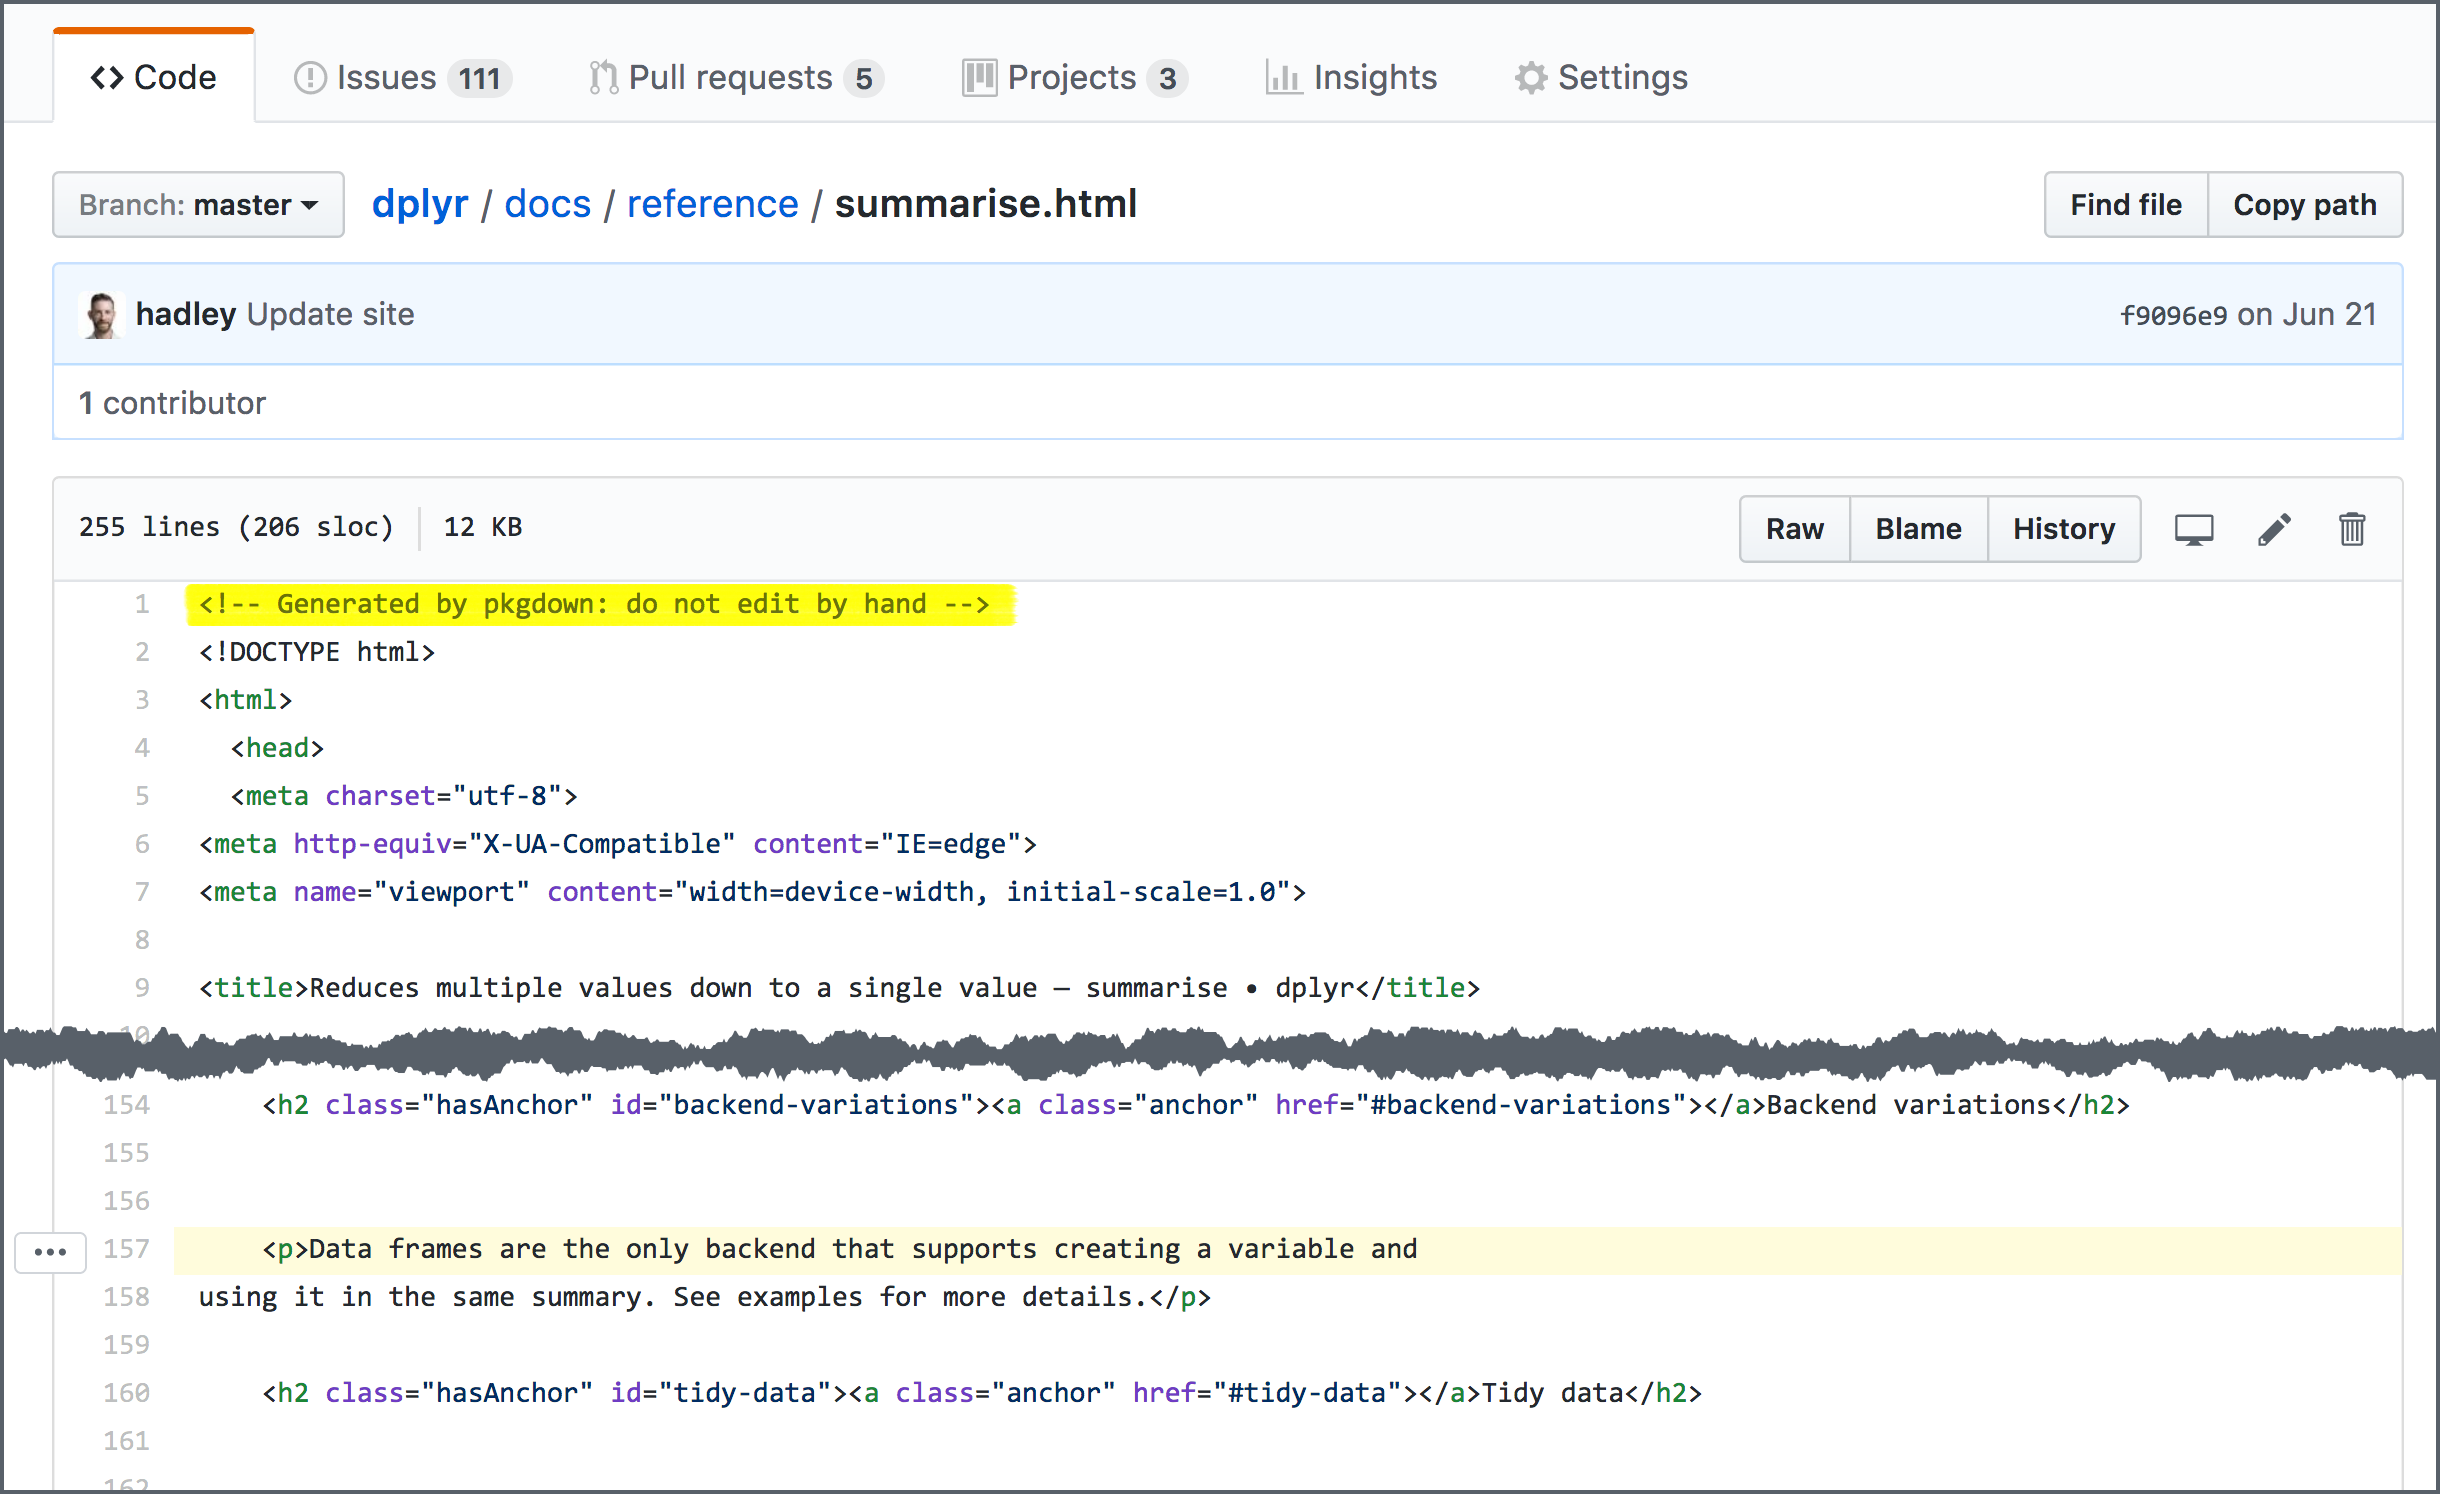 Code Issues 111 Pull requests 5 Projects 3 Insights Settings
Branch: master dplyr / docs / reference / summarise.html Find file Copy path
hadley Update site f9096e9 on Jun 21
1 contributor
255 lines (206 sloc) 12 KB Raw Blame History
1 <!-- Generated by pkgdown: do not edit by hand -->
2 <!DOCTYPE html>
3 <html>
4 <head>
5 <meta charset="utf-8">
6 <meta http-equiv="X-UA-Compatible" content="IE=edge">
7 <meta name="viewport" content="width=device-width, initial-scale=1.0">
8
9 <title>Reduces multiple values down to a single value — summarise • dplyr</title>
10
154 <h2 class="hasAnchor" id="backend-variations"><a class="anchor" href="#backend-variations"></a>Backend variations</h2>
155
156
157 <p>Data frames are the only backend that supports creating a variable and
158 using it in the same summary. See examples for more details.</p>
159
160 <h2 class="hasAnchor" id="tidy-data"><a class="anchor" href="#tidy-data"></a>Tidy data</h2>
161
162